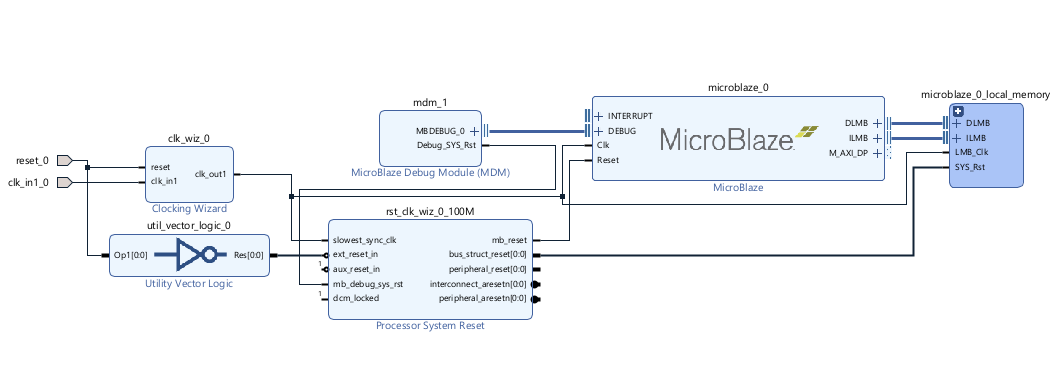 microblaze_0
microblaze_0_local_memory
mdm_1
INTERRUPT
MBDEBUG_0
DEBUG
Debug_SYS_Rst
Clk
Reset
MicroBlaze
DLMB
ILMB
M_AXI_DP
DLMB
ILMB
LMB_Clk
SYS_Rst
MicroBlaze Debug Module (MDM)
MicroBlaze
clk_wiz_0
reset_0
clk_in1_0
reset
clk_in1
clk_out1
Clocking Wizard
util_vector_logic_0
Op1[0:0]
Res[0:0]
Utility Vector Logic
rst_clk_wiz_0_100M
slowest_sync_clk
mb_reset
ext_reset_in
bus_struct_reset[0:0]
1
aux_reset_in
peripheral_reset[0:0]
mb_debug_sys_rst
interconnect_aresetn[0:0]
1
dcm_locked
peripheral_aresetn[0:0]
Processor System Reset